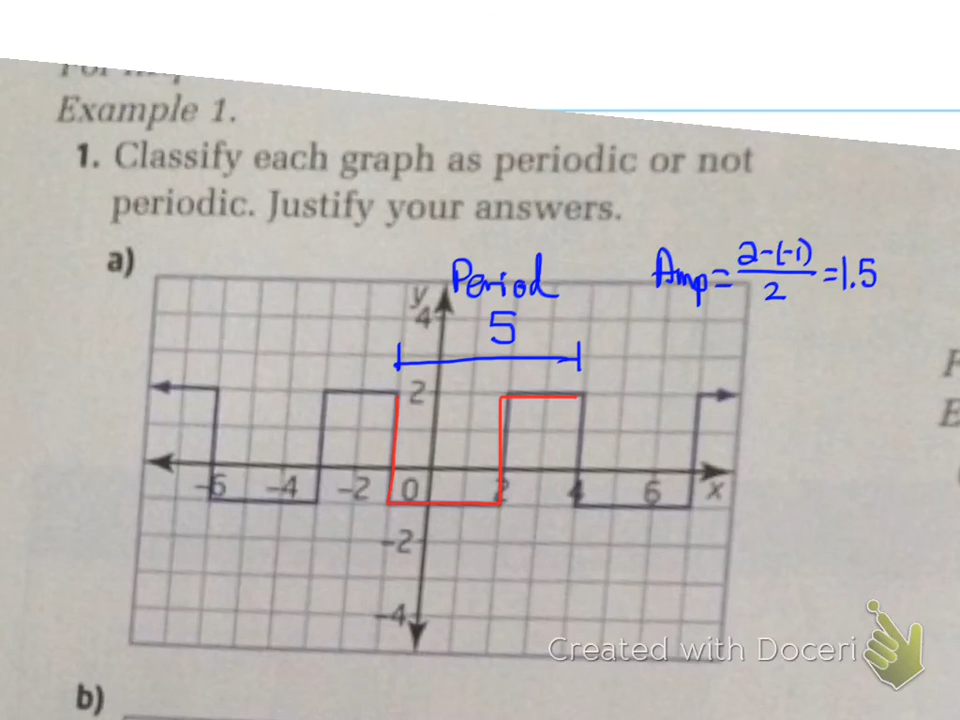 Example 1.
1. Classify each graph as periodic or not
periodic. Justify your answers.
a)
Period
5
Amp = 2-(-1) / 2 = 1.5
y
4
2
-6 -4 -2 0 2 4 6 x
-2
-4
Created with Doceri
b)